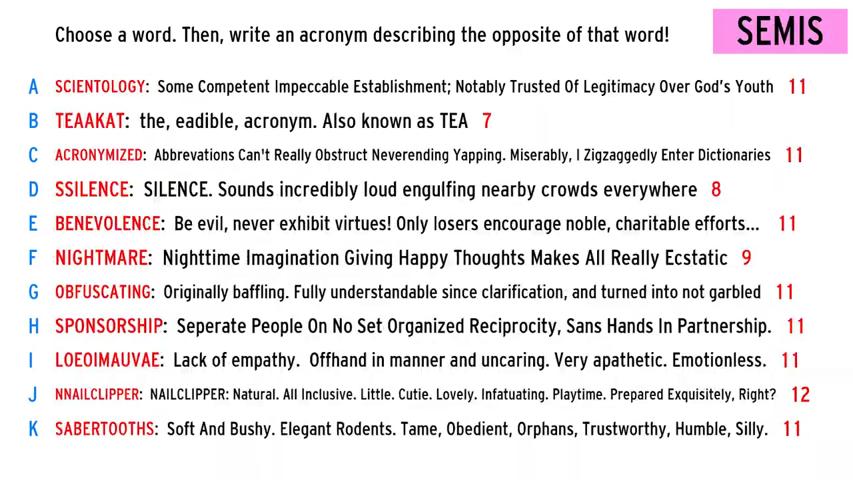 Choose a word. Then, write an acronym describing the opposite of that word!
SEMIS
A SCIENTOLOGY: Some Competent Impeccable Establishment; Notably Trusted Of Legitimacy Over God's Youth 11
B TEAAKAT: the, eadible, acronym. Also known as TEA 7
C ACRONYMIZED: Abbrevations Can't Really Obstruct Neverending Yapping. Miserably, I Zigzaggedly Enter Dictionaries 11
D SSILENCE: SILENCE. Sounds incredibly loud engulfing nearby crowds everywhere 8
E BENEVOLENCE: Be evil, never exhibit virtues! Only losers encourage noble, charitable efforts... 11
F NIGHTMARE: Nighttime Imagination Giving Happy Thoughts Makes All Really Ecstatic 9
G OBFUSCATING: Originally baffling. Fully understandable since clarification, and turned into not garbled 11
H SPONSORSHIP: Seperate People On No Set Organized Reciprocity, Sans Hands In Partnership. 11
I LOEOIMAUVAE: Lack of empathy. Offhand in manner and uncaring. Very apathetic. Emotionless. 11
J NNAILCLIPPER: NAILCLIPPER: Natural. All Inclusive. Little. Cutie. Lovely. Infatuating. Playtime. Prepared Exquisitely, Right? 12
K SABERTOOTHS: Soft And Bushy. Elegant Rodents. Tame, Obedient, Orphans, Trustworthy, Humble, Silly. 11